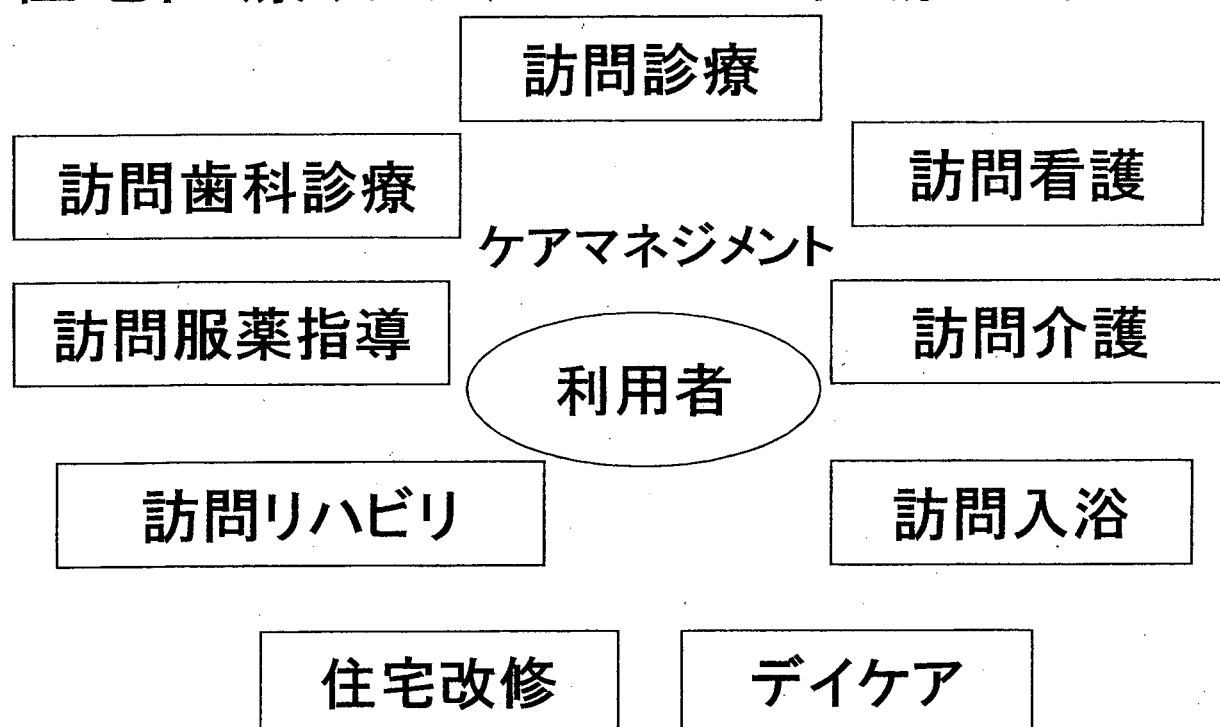 訪問診療
訪問歯科診療
訪問看護
ケアマネジメント
訪問服薬指導
訪問介護
利用者
訪問リハビリ
訪問入浴
住宅改修
デイケア